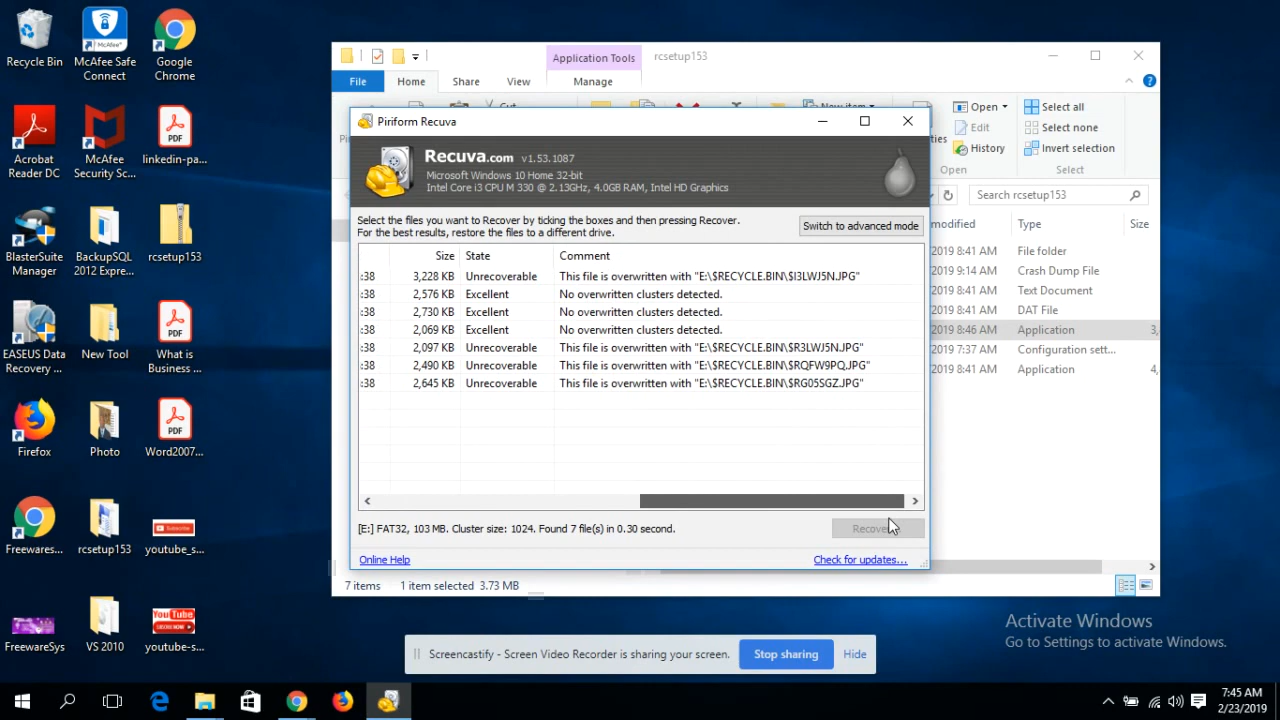 Recycle Bin
McAfee Safe Connect
Google Chrome
Acrobat Reader DC
McAfee Security Sc...
linkedin-pa...
BlasterSuite Manager
BackupSQL 2012 Expre...
rcsetup153
EASEUS Data Recovery ...
New Tool
What is Business ...
Firefox
Photo
Word2007...
Freewares...
rcsetup153
youtube_s...
FreewareSys
VS 2010
youtube-s...
Application Tools
rcsetup153
File
Home
Share
View
Manage
Cut
New item
Open
Select all
Edit
Select none
History
Invert selection
Open
Select
Search rcsetup153
modified
Type
Size
2019 8:41 AM File folder
2019 9:14 AM Crash Dump File
2019 8:41 AM Text Document
2019 8:41 AM DAT File
2019 8:46 AM Application 3,
2019 7:37 AM Configuration sett...
2019 8:41 AM Application 4,
Piriform Recuva
Recuva.com v1.53.1087
Microsoft Windows 10 Home 32-bit
Intel Core i3 CPU M 330 @ 2.13GHz, 4.0GB RAM, Intel HD Graphics
Select the files you want to Recover by ticking the boxes and then pressing Recover.
For the best results, restore the files to a different drive.
Switch to advanced mode
Size State Comment
:38 3,228 KB Unrecoverable This file is overwritten with "E:\$RECYCLE.BIN\$I3LWJ5N.JPG"
:38 2,576 KB Excellent No overwritten clusters detected.
:38 2,730 KB Excellent No overwritten clusters detected.
:38 2,069 KB Excellent No overwritten clusters detected.
:38 2,097 KB Unrecoverable This file is overwritten with "E:\$RECYCLE.BIN\$R3LWJ5N.JPG"
:38 2,490 KB Unrecoverable This file is overwritten with "E:\$RECYCLE.BIN\$RQFW9PQ.JPG"
:38 2,645 KB Unrecoverable This file is overwritten with "E:\$RECYCLE.BIN\$RG05SGZ.JPG"
[E:] FAT32, 103 MB. Cluster size: 1024. Found 7 file(s) in 0.30 second.
Online Help
Check for updates...
7 items 1 item selected 3.73 MB
Activate Windows
Go to Settings to activate Windows.
Screencastify - Screen Video Recorder is sharing your screen.
Stop sharing
Hide
7:45 AM
2/23/2019